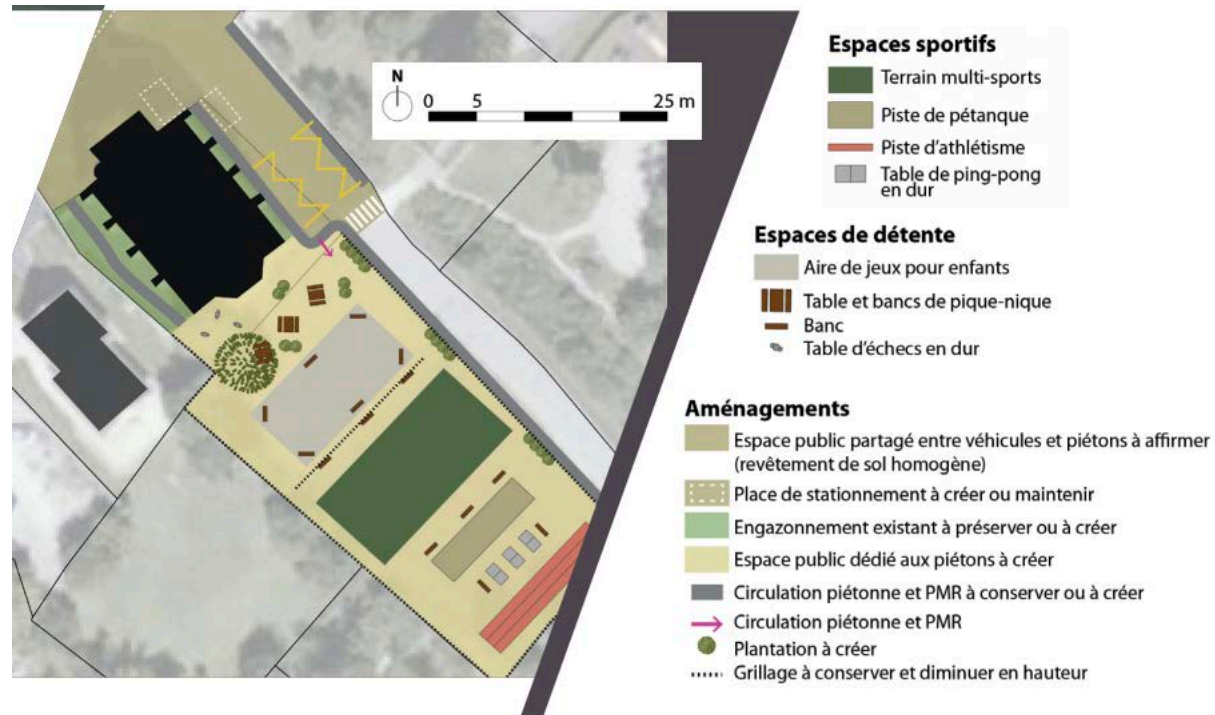 N
0 5 25 m
Espaces sportifs
Terrain multi-sports
Piste de pétanque
Piste d'athlétisme
Table de ping-pong
en dur
Espaces de détente
Aire de jeux pour enfants
Table et bancs de pique-nique
Banc
Table d'échecs en dur
Aménagements
Espace public partagé entre véhicules et piétons à affirmer
(revêtement de sol homogène)
Place de stationnement à créer ou maintenir
Engazonnement existant à préserver ou à créer
Espace public dédié aux piétons à créer
Circulation piétonne et PMR à conserver ou à créer
Circulation piétonne et PMR
Plantation à créer
Grillage à conserver et diminuer en hauteur